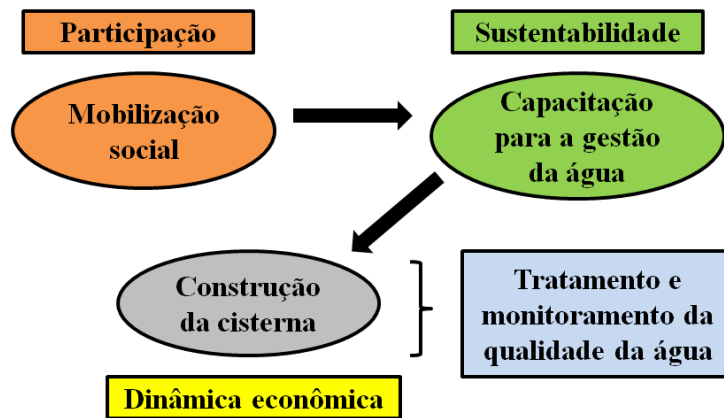 Participação
Sustentabilidade
Mobilização
social
Capacitação
para a gestão
da água
Construção
da cisterna
Tratamento e
monitoramento da
qualidade da água
Dinâmica econômica